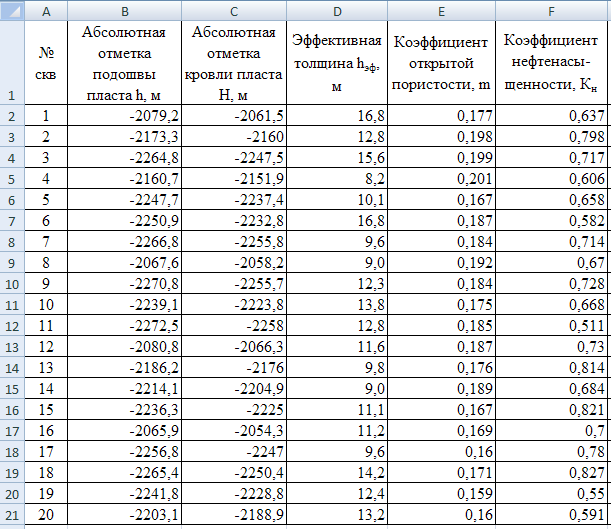 A B C D E F
1 № скв Абсолютная отметка подошвы пласта h, м Абсолютная отметка кровли пласта Н, м Эффективная толщина hэф, м Коэффициент открытой пористости, m Коэффициент нефтенасы-щенности, Кн
2 1 -2079,2 -2061,5 16,8 0,177 0,637
3 2 -2173,3 -2160 12,8 0,198 0,798
4 3 -2264,8 -2247,5 15,6 0,199 0,717
5 4 -2160,7 -2151,9 8,2 0,201 0,606
6 5 -2247,7 -2237,4 10,1 0,167 0,658
7 6 -2250,9 -2232,8 16,8 0,187 0,582
8 7 -2266,8 -2255,8 9,6 0,184 0,714
9 8 -2067,6 -2058,2 9,0 0,192 0,67
10 9 -2270,8 -2255,7 12,3 0,184 0,728
11 10 -2239,1 -2223,8 13,8 0,175 0,668
12 11 -2272,5 -2258 12,8 0,185 0,511
13 12 -2080,8 -2066,3 11,6 0,187 0,73
14 13 -2186,2 -2176 9,8 0,176 0,814
15 14 -2214,1 -2204,9 9,0 0,189 0,684
16 15 -2236,3 -2225 11,1 0,167 0,821
17 16 -2065,9 -2054,3 11,2 0,169 0,7
18 17 -2256,8 -2247 9,6 0,16 0,78
19 18 -2265,4 -2250,4 14,2 0,171 0,827
20 19 -2241,8 -2228,8 12,4 0,159 0,55
21 20 -2203,1 -2188,9 13,2 0,16 0,591